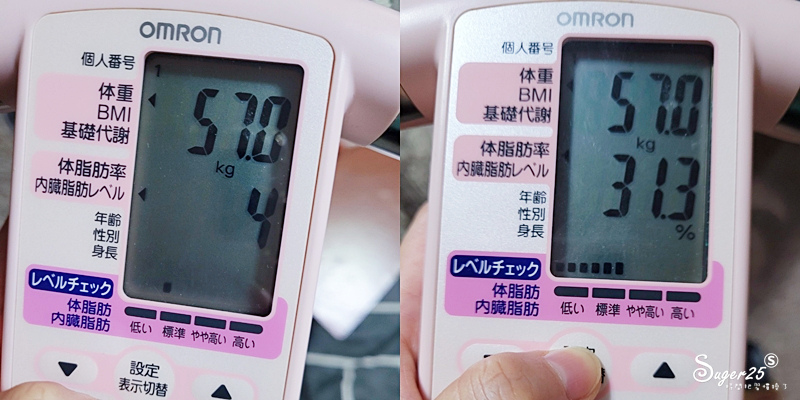 OMRON
個人番号
1
体重
BMI
基礎代謝
57.0
kg
体脂肪率
内臓脂肪レベル
4
年齢
性別
身長
レベルチェック
体脂肪
内臓脂肪
低い 標準 やや高い 高い
設定
表示切替
OMRON
個人番号
体重
BMI
基礎代謝
57.0
kg
体脂肪率
内臓脂肪レベル
31.3
%
年齢
性別
身長
レベルチェック
体脂肪
内臓脂肪
低い 標準 やや高い 高い
Suger25
S